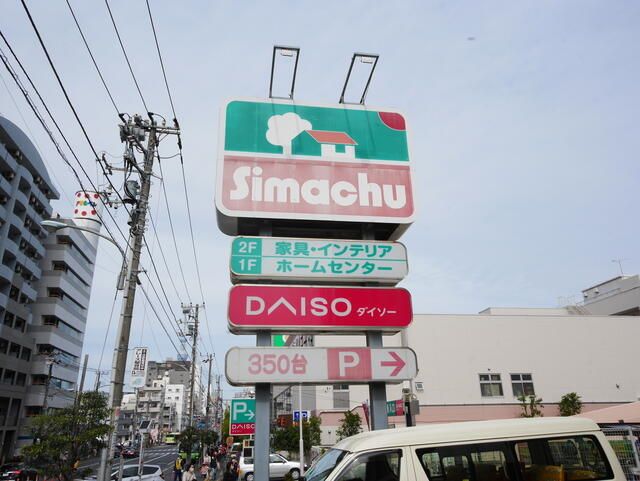 Simachu
2F 家具・インテリア
1F ホームセンター
DAISO ダイソー
350台 P →
P →
DAISO